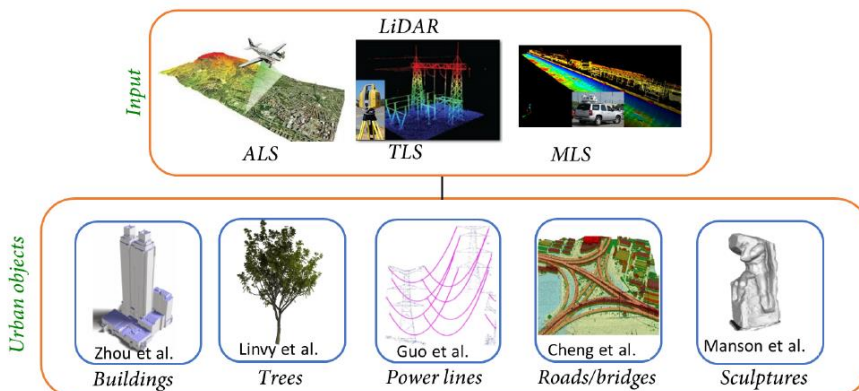 LiDAR
Input
ALS
TLS
MLS
Urban objects
Zhou et al.
Linvy et al.
Guo et al.
Cheng et al.
Manson et al.
Buildings
Trees
Power lines
Roads/bridges
Sculptures